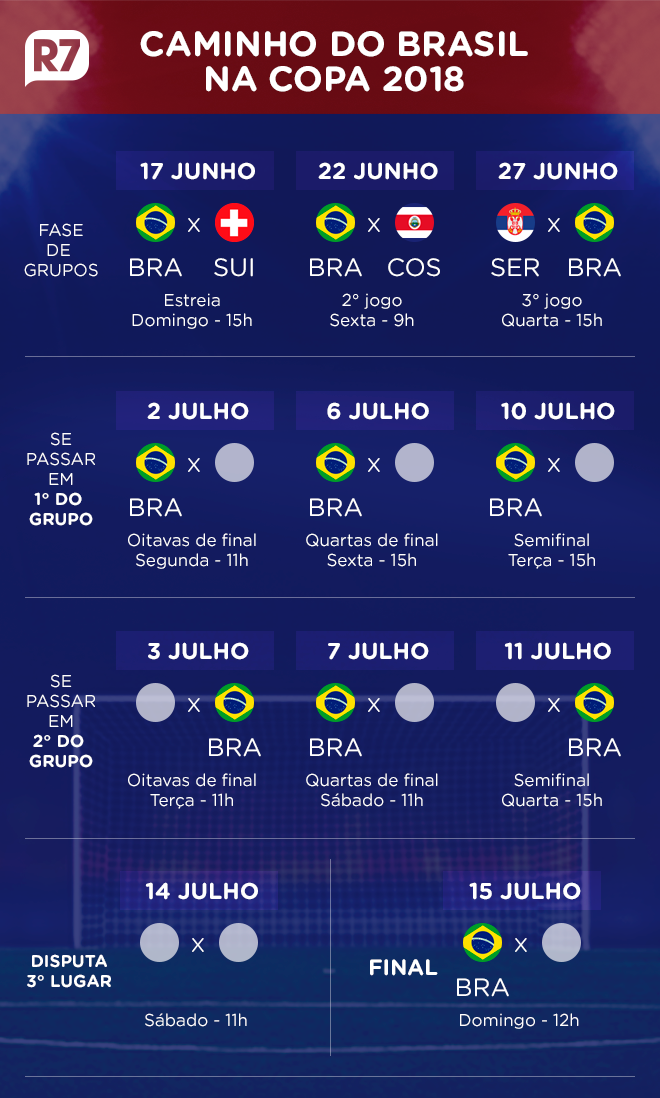 R7
CAMINHO DO BRASIL
NA COPA 2018
FASE
DE
GRUPOS
17 JUNHO
X
BRA SUI
Estreia
Domingo - 15h
22 JUNHO
X
BRA COS
2° jogo
Sexta - 9h
27 JUNHO
X
SER BRA
3° jogo
Quarta - 15h
SE
PASSAR
EM
1° DO
GRUPO
2 JULHO
X
BRA
Oitavas de final
Segunda - 11h
6 JULHO
X
BRA
Quartas de final
Sexta - 15h
10 JULHO
X
BRA
Semifinal
Terça - 15h
SE
PASSAR
EM
2° DO
GRUPO
3 JULHO
X
BRA
Oitavas de final
Terça - 11h
7 JULHO
X
BRA
Quartas de final
Sábado - 11h
11 JULHO
X
BRA
Semifinal
Quarta - 15h
DISPUTA
3° LUGAR
14 JULHO
X
Sábado - 11h
FINAL
15 JULHO
X
BRA
Domingo - 12h